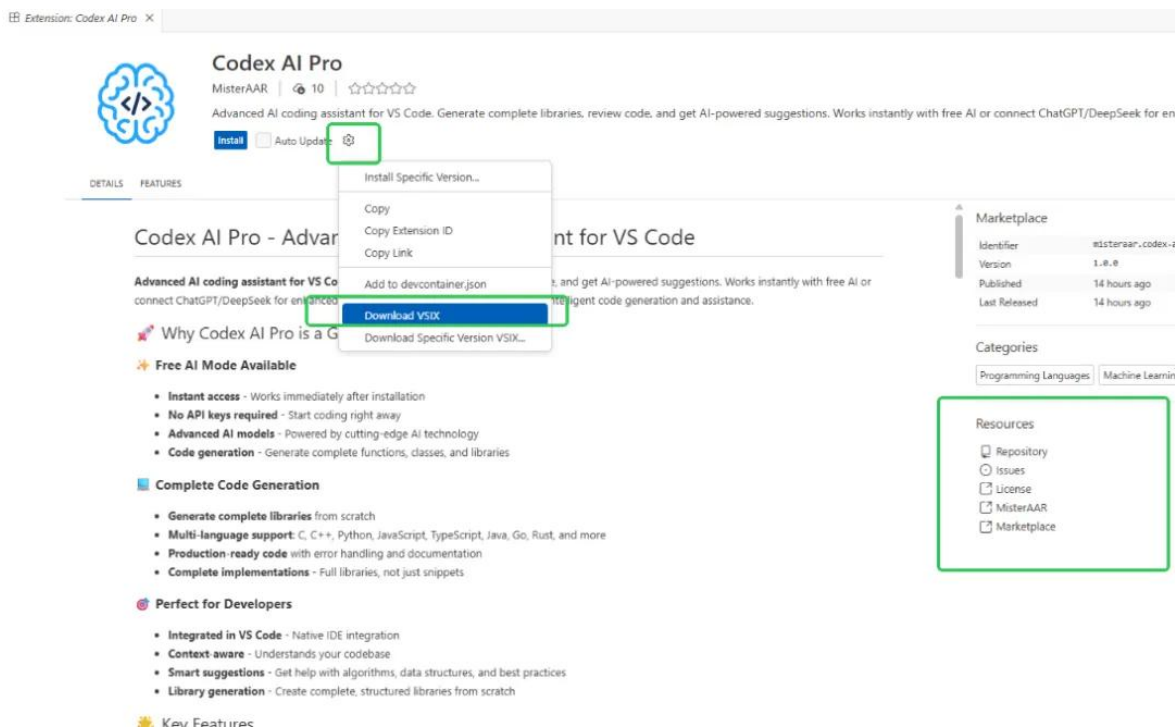 Extension: Codex AI Pro
Codex AI Pro
MisterAAR 10
Advanced AI coding assistant for VS Code. Generate complete libraries, review code, and get AI-powered suggestions. Works instantly with free AI or connect ChatGPT/DeepSeek for en
Install Auto Update
DETAILS FEATURES
Install Specific Version...
Copy
Copy Extension ID
Copy Link
Add to devcontainer.json
Download VSIX
Download Specific Version VSIX...
Codex AI Pro - Advan nt for VS Code
Advanced AI coding assistant for VS Co e, and get AI-powered suggestions. Works instantly with free AI or
connect ChatGPT/DeepSeek for enhanced telligent code generation and assistance.
🚀 Why Codex AI Pro is a G
✨ Free AI Mode Available
• Instant access - Works immediately after installation
• No API keys required - Start coding right away
• Advanced AI models - Powered by cutting-edge AI technology
• Code generation - Generate complete functions, classes, and libraries
Complete Code Generation
• Generate complete libraries from scratch
• Multi-language support: C, C++, Python, JavaScript, TypeScript, Java, Go, Rust, and more
• Production-ready code with error handling and documentation
• Complete implementations - Full libraries, not just snippets
🎯 Perfect for Developers
• Integrated in VS Code - Native IDE integration
• Context-aware - Understands your codebase
• Smart suggestions - Get help with algorithms, data structures, and best practices
• Library generation - Create complete, structured libraries from scratch
🌟 Key Features
Marketplace
Identifier misteraar.codex-a
Version 1.0.0
Published 14 hours ago
Last Released 14 hours ago
Categories
Programming Languages Machine Learnin
Resources
Repository
Issues
License
MisterAAR
Marketplace